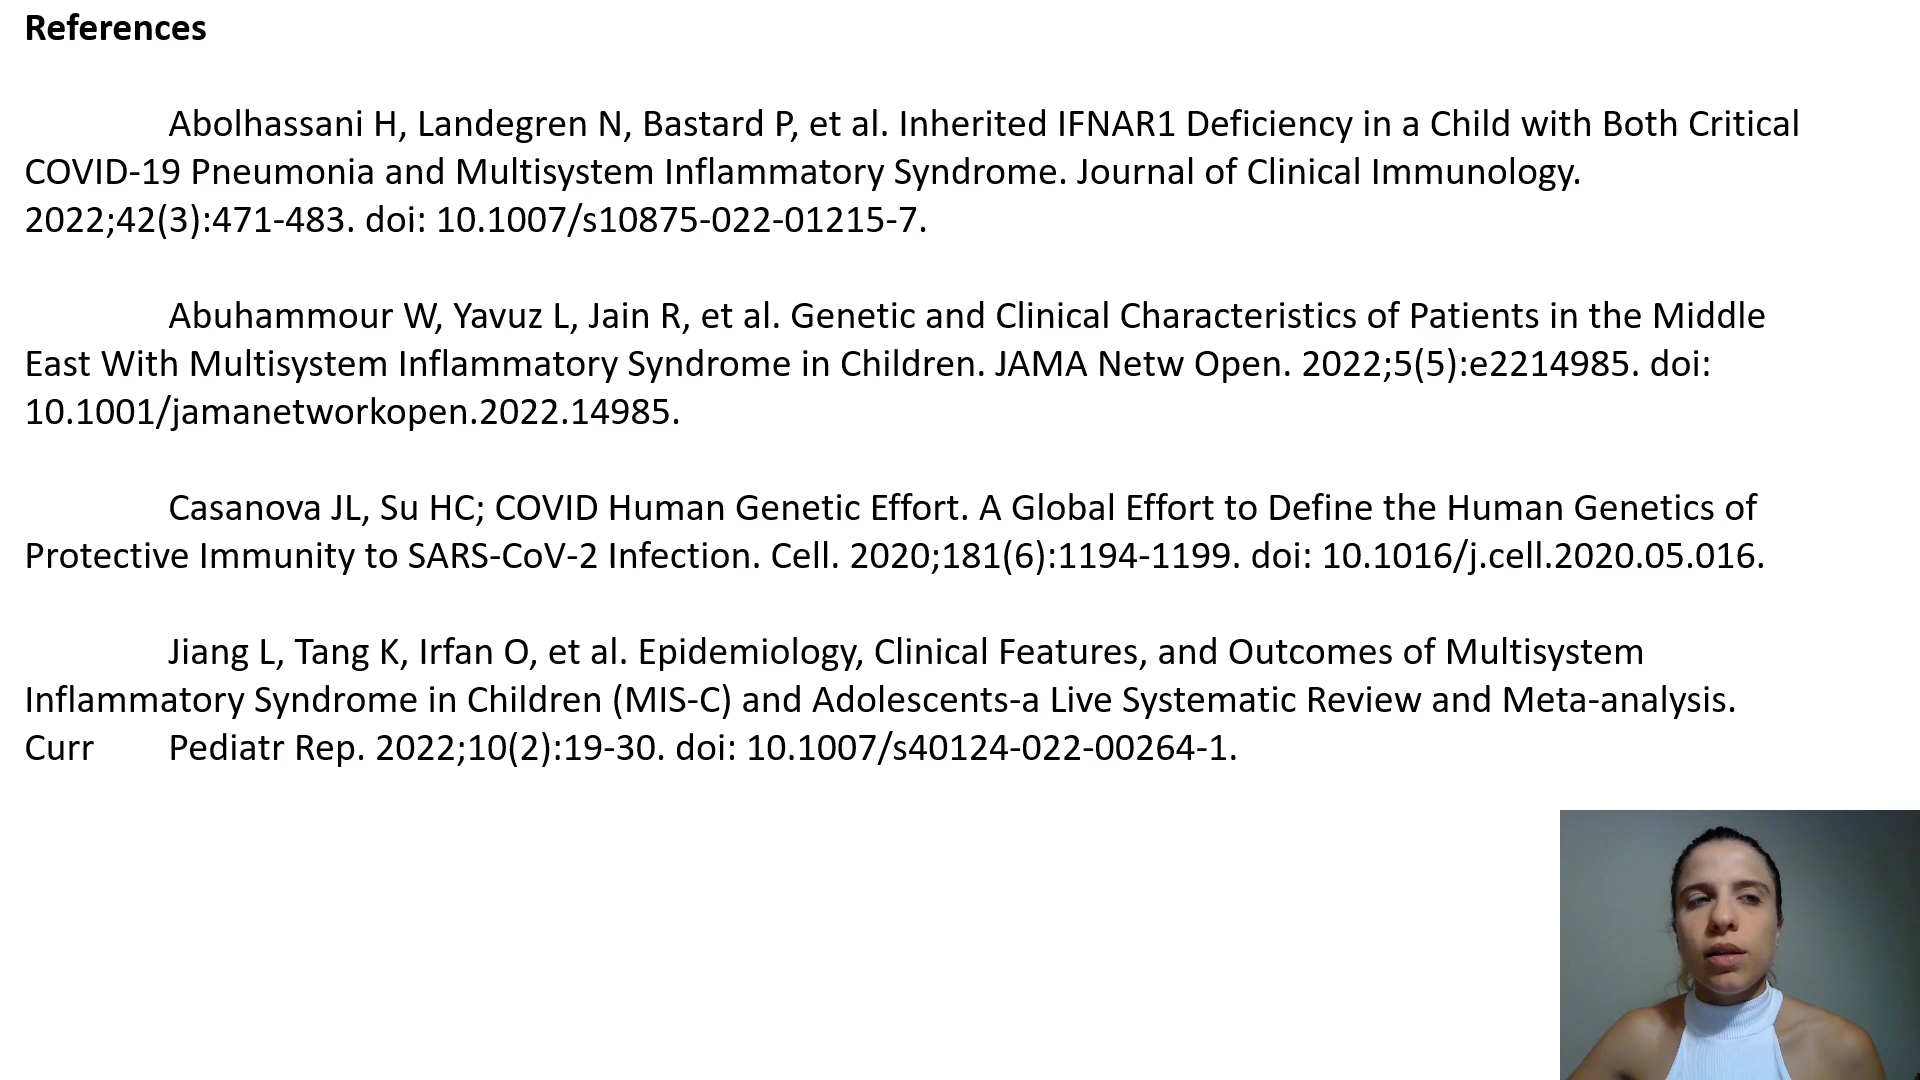 References
Abolhassani H, Landegren N, Bastard P, et al. Inherited IFNAR1 Deficiency in a Child with Both Critical
COVID-19 Pneumonia and Multisystem Inflammatory Syndrome. Journal of Clinical Immunology.
2022;42(3):471-483. doi: 10.1007/s10875-022-01215-7.
Abuhammour W, Yavuz L, Jain R, et al. Genetic and Clinical Characteristics of Patients in the Middle
East With Multisystem Inflammatory Syndrome in Children. JAMA Netw Open. 2022;5(5):e2214985. doi:
10.1001/jamanetworkopen.2022.14985.
Casanova JL, Su HC; COVID Human Genetic Effort. A Global Effort to Define the Human Genetics of
Protective Immunity to SARS-CoV-2 Infection. Cell. 2020;181(6):1194-1199. doi: 10.1016/j.cell.2020.05.016.
Jiang L, Tang K, Irfan O, et al. Epidemiology, Clinical Features, and Outcomes of Multisystem
Inflammatory Syndrome in Children (MIS-C) and Adolescents-a Live Systematic Review and Meta-analysis.
Curr Pediatr Rep. 2022;10(2):19-30. doi: 10.1007/s40124-022-00264-1.